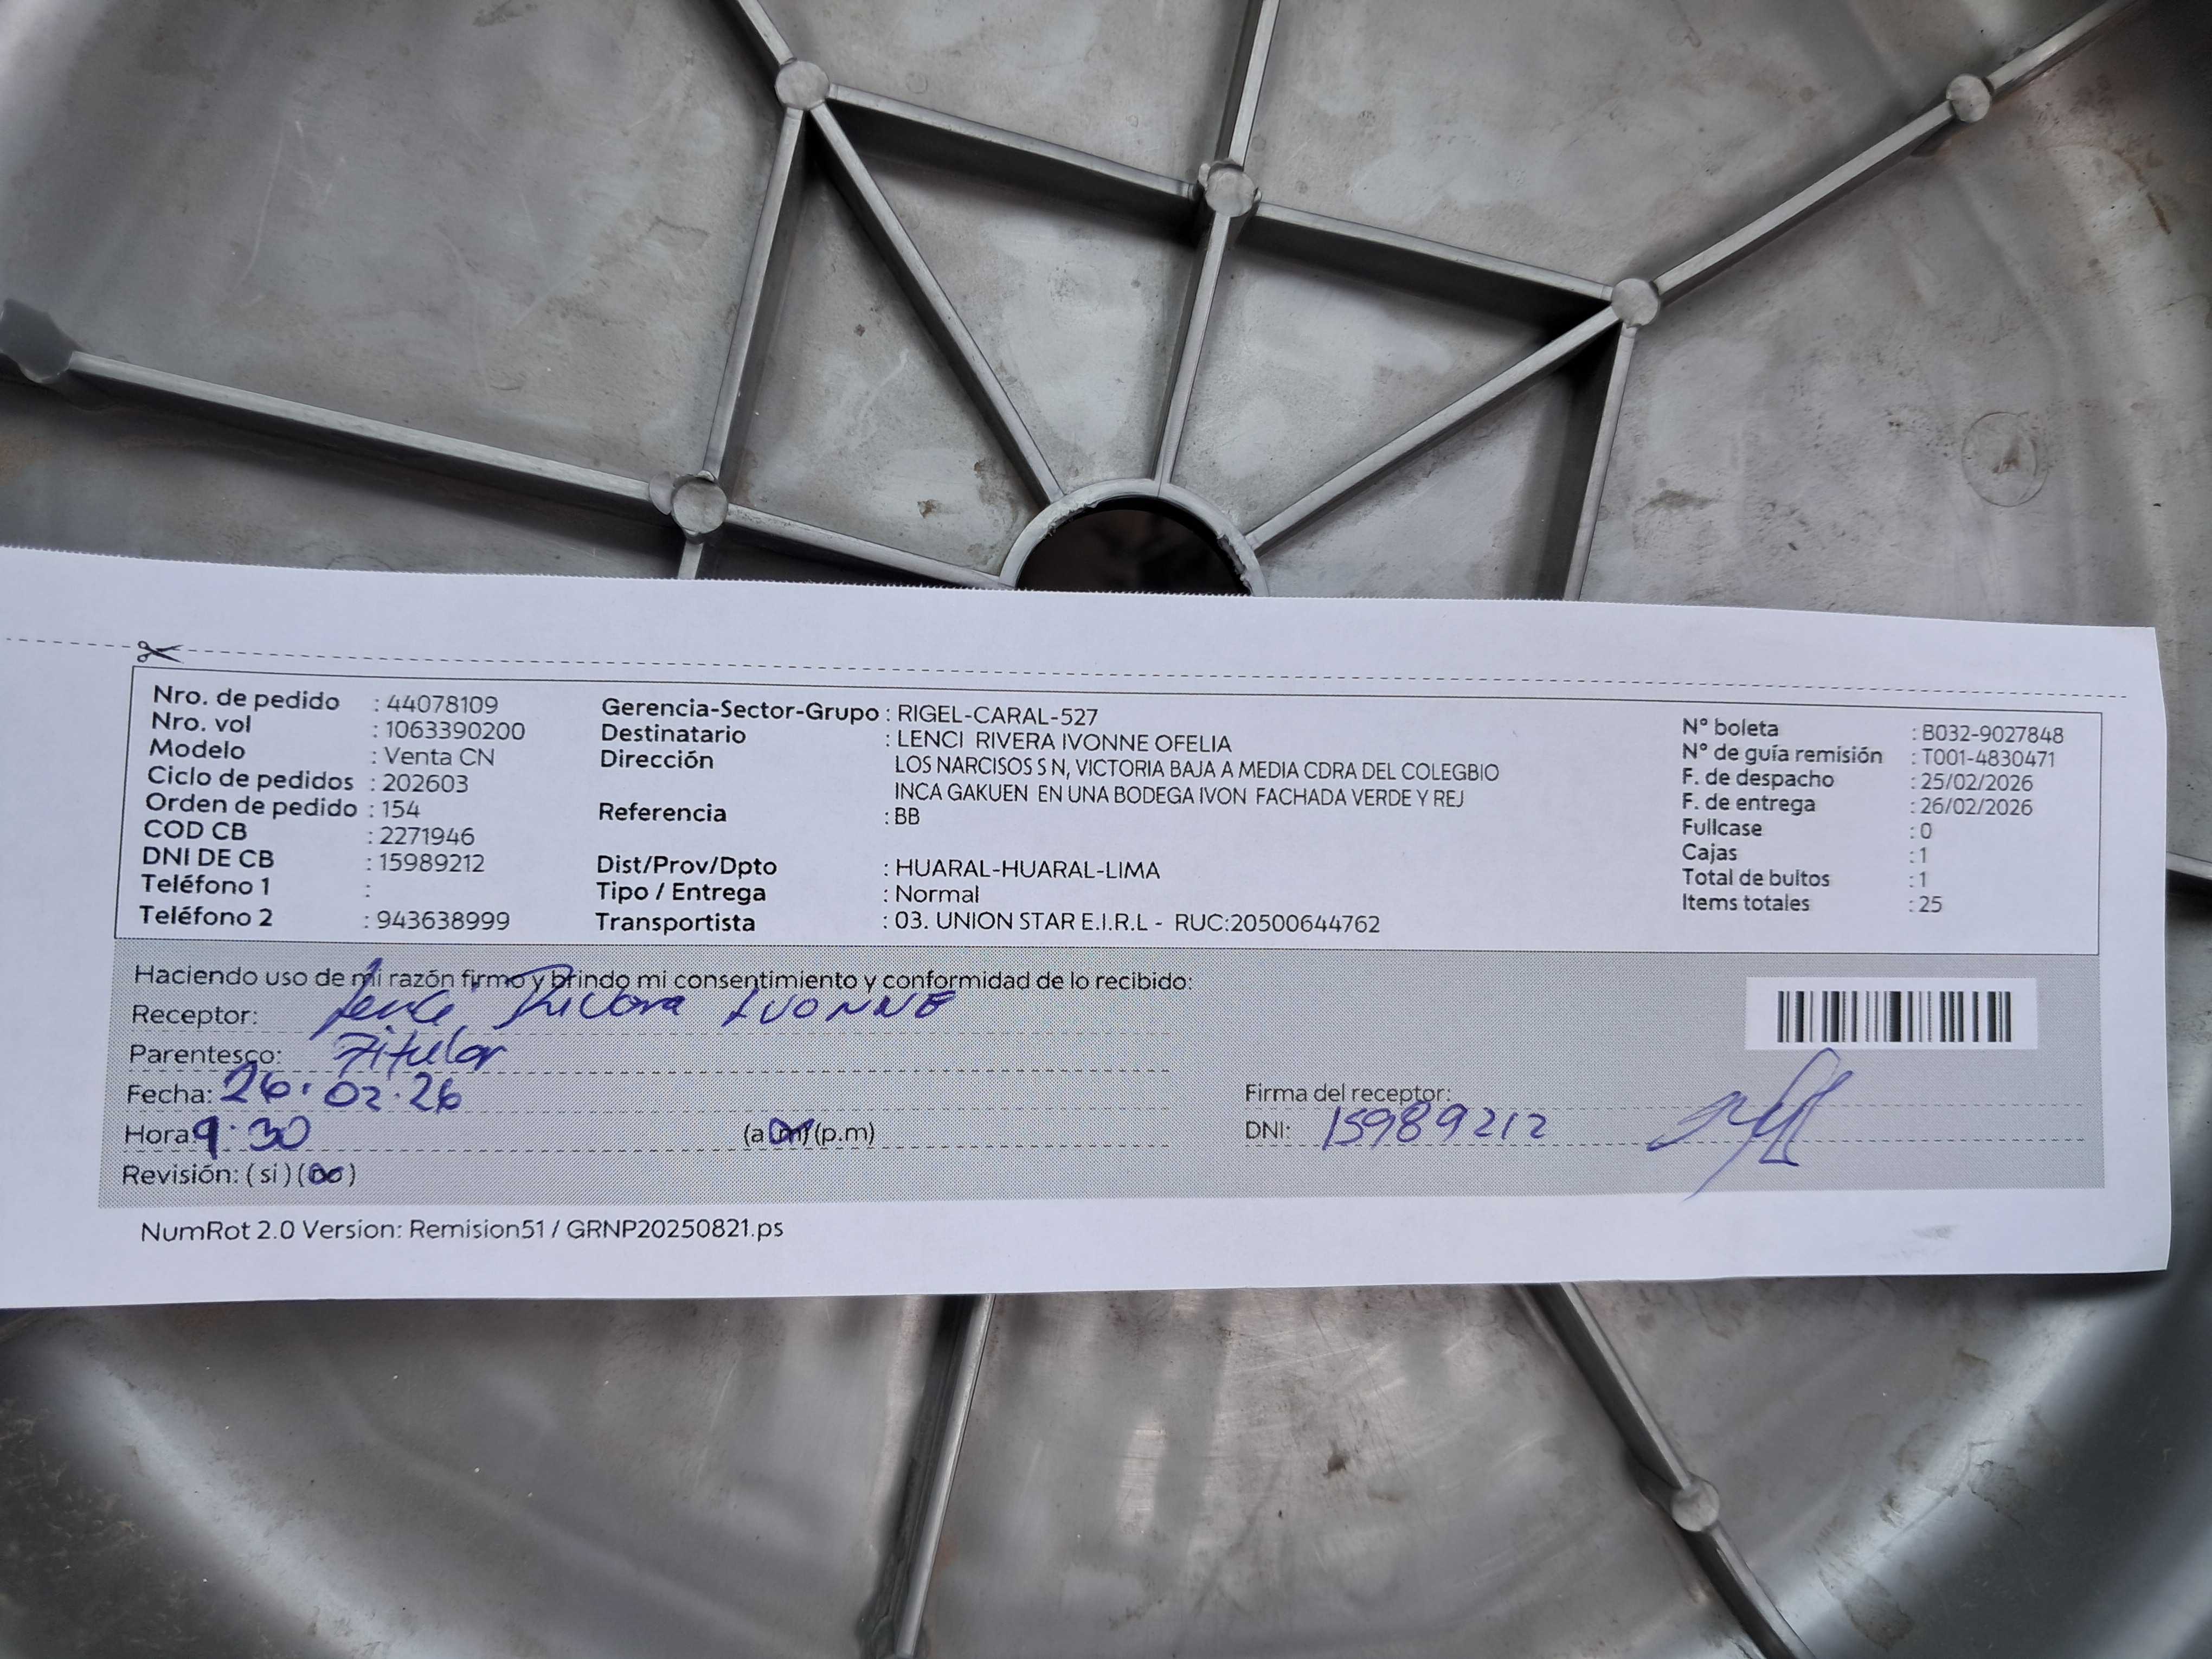 Nro. de pedido : 44078109
Nro. vol : 1063390200
Modelo : Venta CN
Ciclo de pedidos : 202603
Orden de pedido : 154
COD CB : 2271946
DNI DE CB : 15989212
Teléfono 1 :
Teléfono 2 : 943638999
Gerencia-Sector-Grupo : RIGEL-CARAL-527
Destinatario : LENCI RIVERA IVONNE OFELIA
Dirección LOS NARCISOS S N, VICTORIA BAJA A MEDIA CDRA DEL COLEGBIO
INCA GAKUEN EN UNA BODEGA IVON FACHADA VERDE Y REJ
Referencia : BB
Dist/Prov/Dpto : HUARAL-HUARAL-LIMA
Tipo / Entrega : Normal
Transportista : 03. UNION STAR E.I.R.L - RUC:20500644762
N° boleta : B032-9027848
N° de guía remisión : T001-4830471
F. de despacho : 25/02/2026
F. de entrega : 26/02/2026
Fullcase : 0
Cajas : 1
Total de bultos : 1
Items totales : 25
Haciendo uso de mi razón firmo y brindo mi consentimiento y conformidad de lo recibido:
Receptor: Rivera IVONNE
Parentesco: Titular
Fecha: 26.02.26
Hora: 9:30 (a.m) (p.m)
Revisión: (si) ( )
Firma del receptor:
DNI: 15989212
NumRot 2.0 Version: Remision51 / GRNP20250821.ps